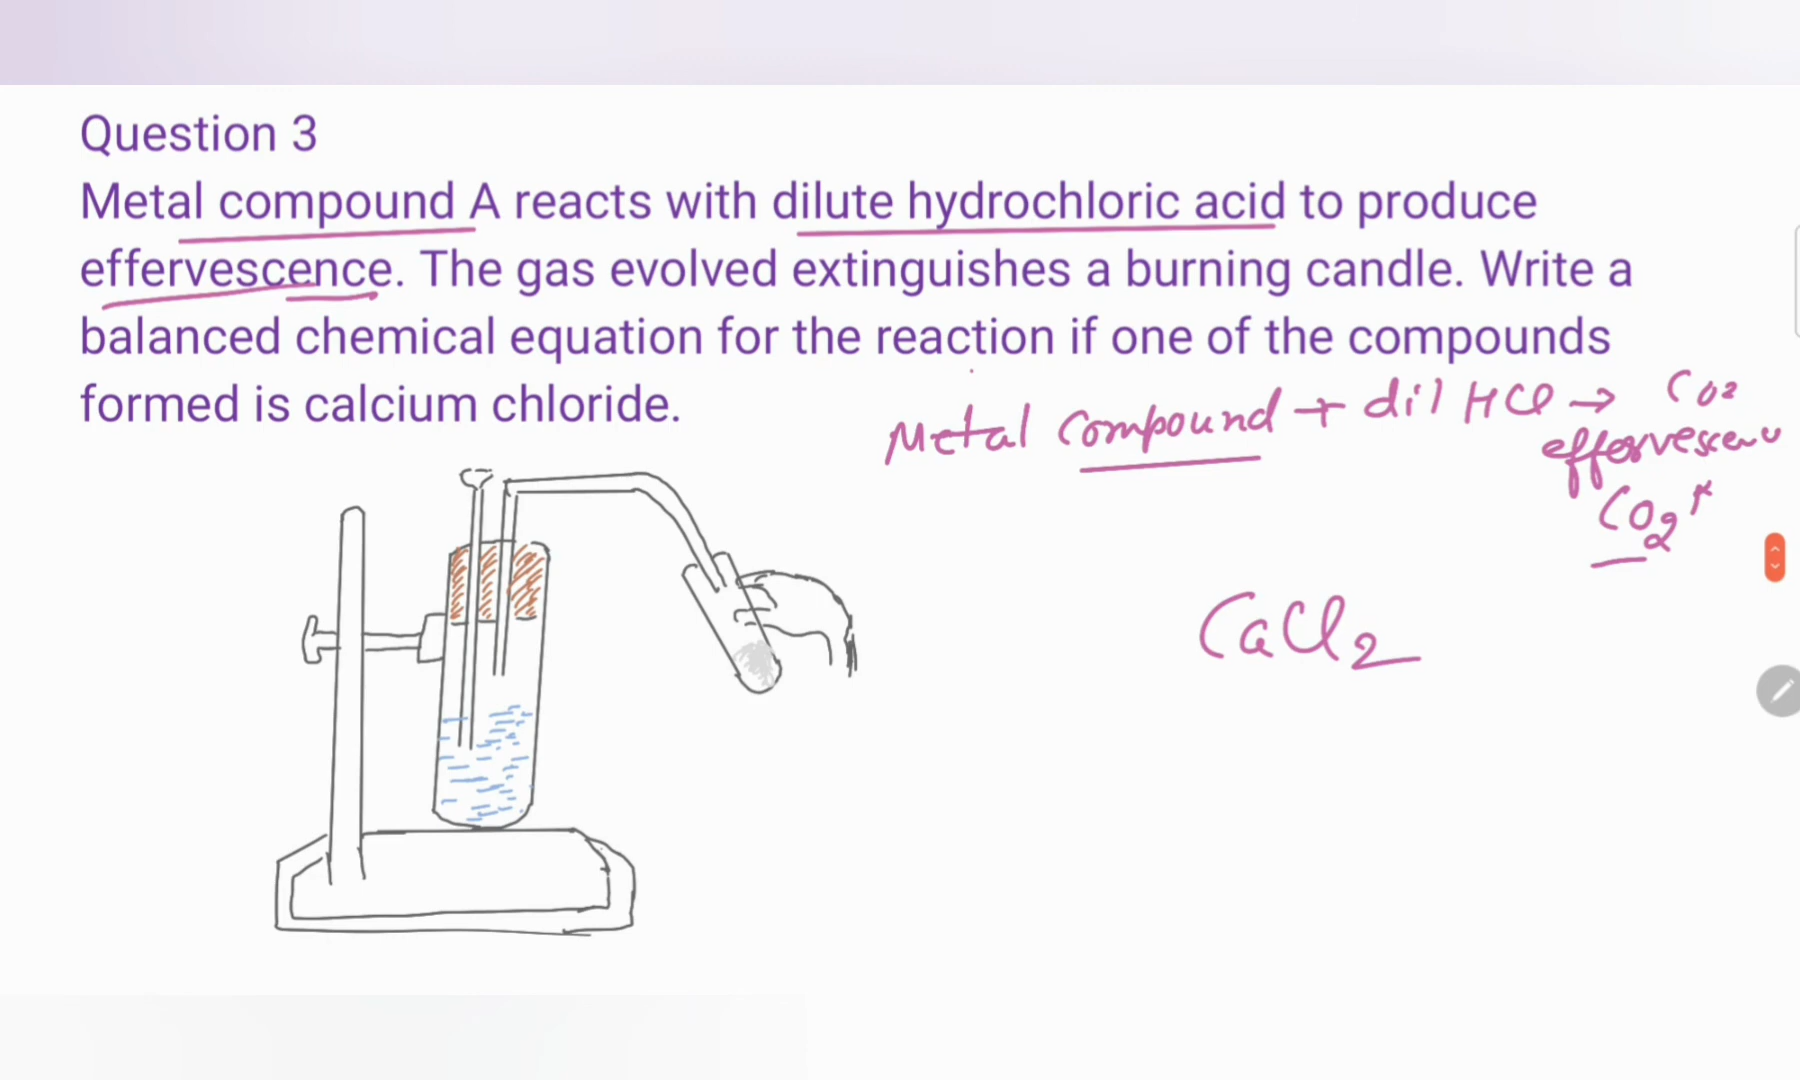 Question 3
Metal compound A reacts with dilute hydrochloric acid to produce
effervescence. The gas evolved extinguishes a burning candle. Write a
balanced chemical equation for the reaction if one of the compounds
formed is calcium chloride.
Metal compound + dil HCl → CO2
effervescen
CO2↑
CaCl2